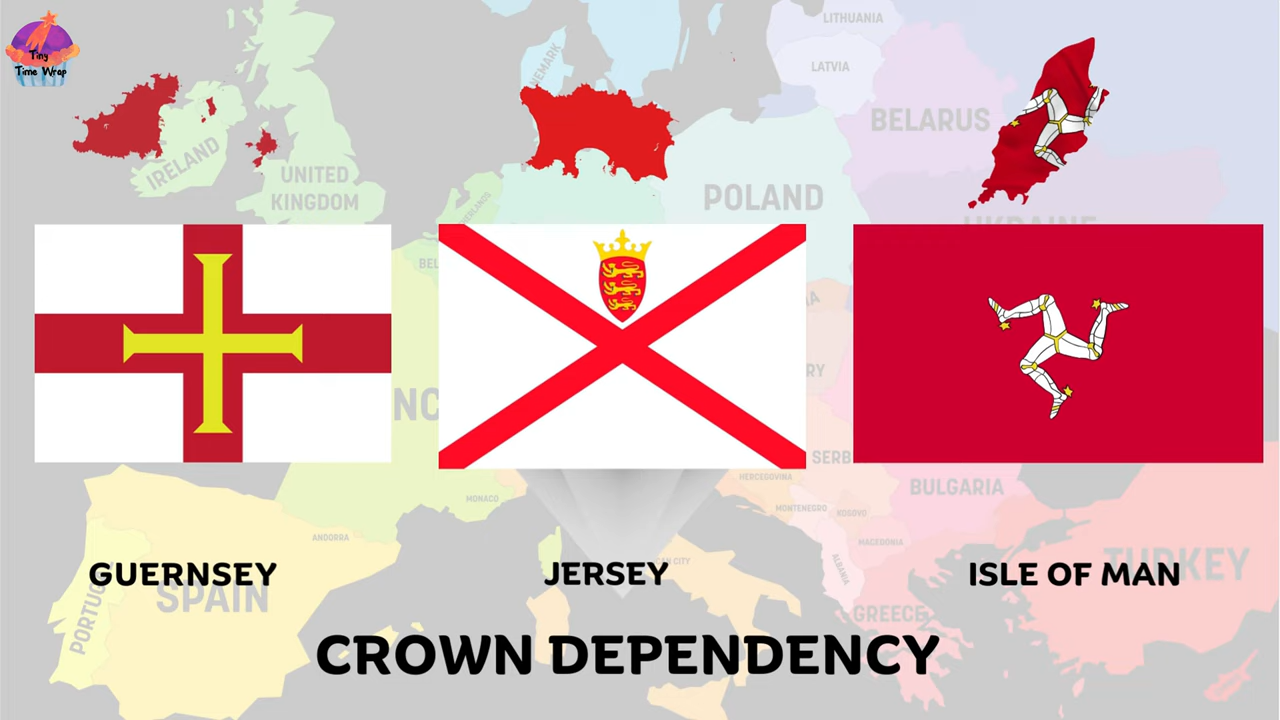 Tiny
Time Wrap
LITHUANIA
LATVIA
BELARUS
IRELAND
UNITED
KINGDOM
POLAND
SPAIN
ANDORRA
MONACO
MONTENEGRO
KOSOVO
MACEDONIA
ALBANIA
BULGARIA
GREECE
TURKEY
GUERNSEY
JERSEY
ISLE OF MAN
CROWN DEPENDENCY